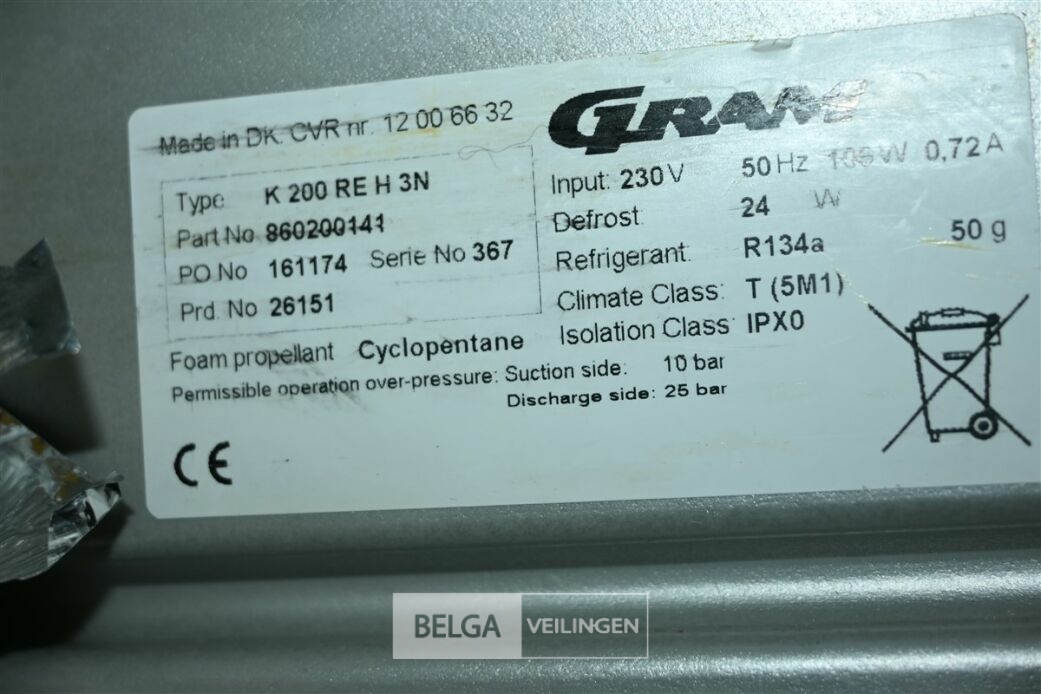 Made in DK. CVR nr. 12 00 66 32
GRAM
Type K 200 RE H 3N
Part No 860200141
PO.No 161174 Serie No 367
Prd. No 26151
Input: 230 V 50 Hz W 0,72 A
Defrost: 24 W
Refrigerant: R134a 50 g
Climate Class: T (5M1)
Isolation Class: IPX0
Foam propellant Cyclopentane
Permissible operation over-pressure: Suction side: 10 bar
Discharge side: 25 bar
CE
BELGA VEILINGEN